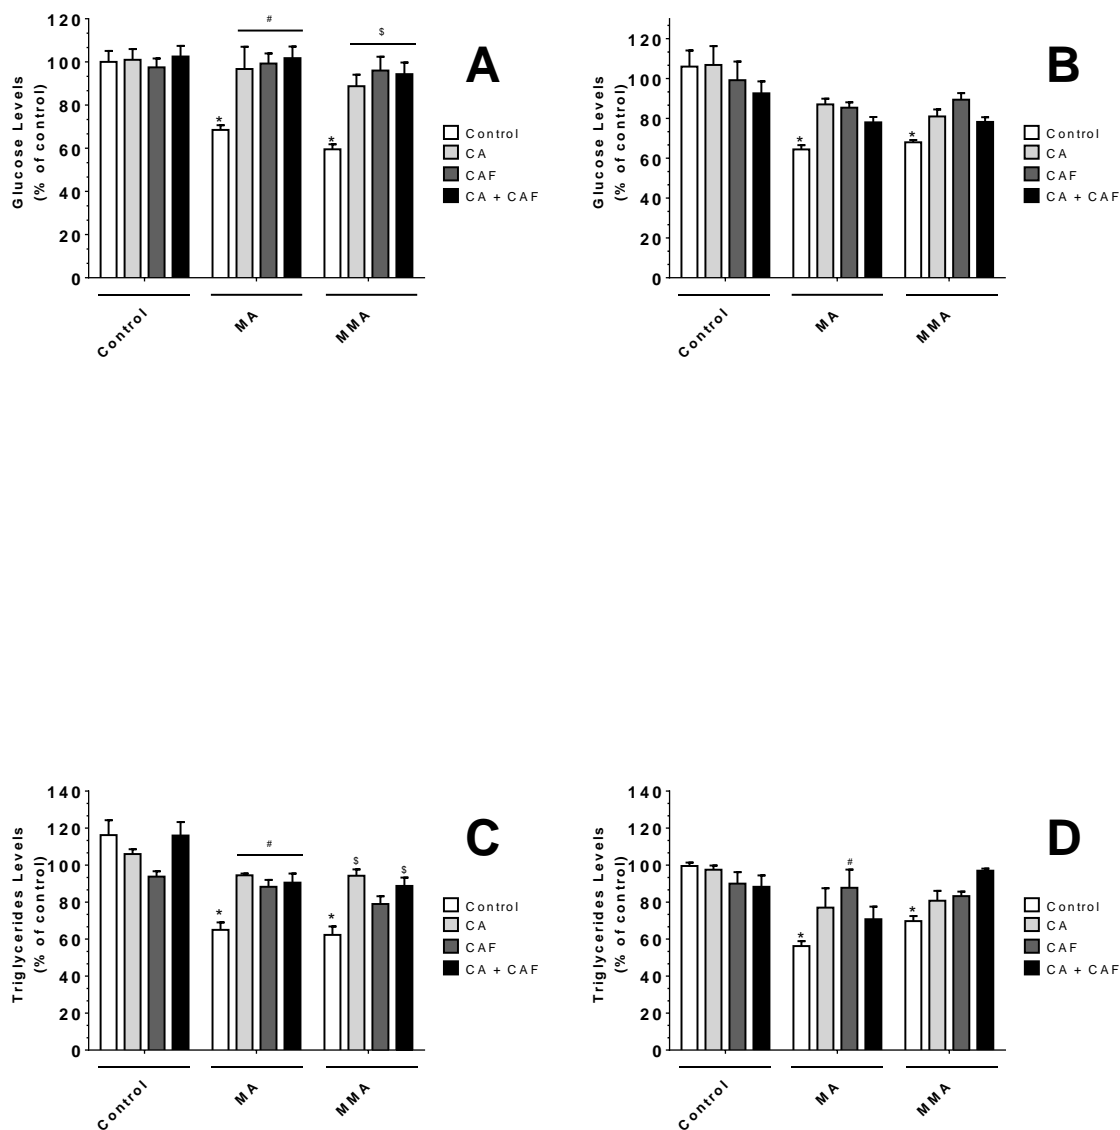 A
Glucose Levels
(% of control)
120
100
80
60
40
20
0
#
$
*
*
Control
CA
CAF
CA + CAF
Control
MA
MMA
B
Glucose Levels
(% of control)
120
100
80
60
40
20
0
*
*
Control
CA
CAF
CA + CAF
Control
MA
MMA
C
Triglycerides Levels
(% of control)
140
120
100
80
60
40
20
0
#
$
$
*
*
Control
CA
CAF
CA + CAF
Control
MA
MMA
D
Triglycerides Levels
(% of control)
140
120
100
80
60
40
20
0
#
*
*
Control
CA
CAF
CA + CAF
Control
MA
MMA